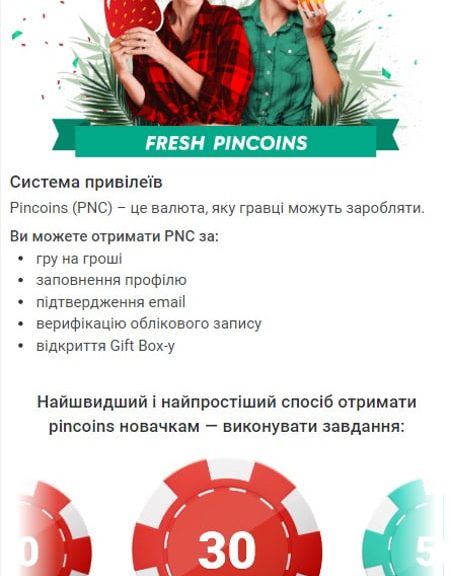 FRESH PINCOINS
Система привілеїв
Pincoins (PNC) – це валюта, яку гравці можуть заробляти.
Ви можете отримати PNC за:
• гру на гроші
• заповнення профілю
• підтвердження email
• верифікацію облікового запису
• відкриття Gift Box-у
Найшвидший і найпростіший спосіб отримати
pincoins новачкам — виконувати завдання:
30